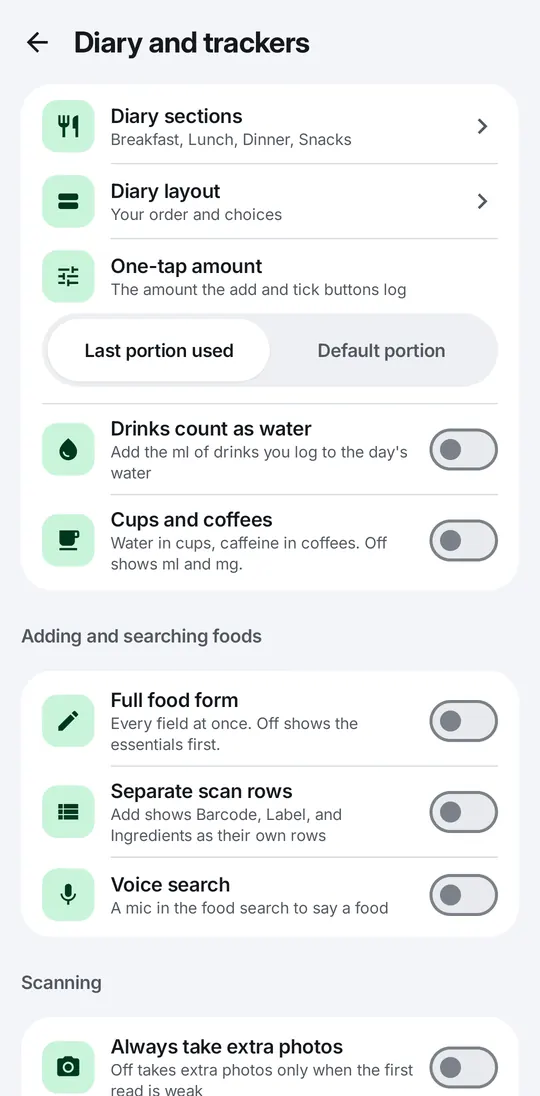 Diary and trackers
Diary sections
Breakfast, Lunch, Dinner, Snacks
Diary layout
Your order and choices
One-tap amount
The amount the add and tick buttons log
Last portion used
Default portion
Drinks count as water
Add the ml of drinks you log to the day's
water
Cups and coffees
Water in cups, caffeine in coffees. Off
shows ml and mg.
Adding and searching foods
Full food form
Every field at once. Off shows the
essentials first.
Separate scan rows
Add shows Barcode, Label, and
Ingredients as their own rows
Voice search
A mic in the food search to say a food
Scanning
Always take extra photos
Off takes extra photos only when the first
read is weak